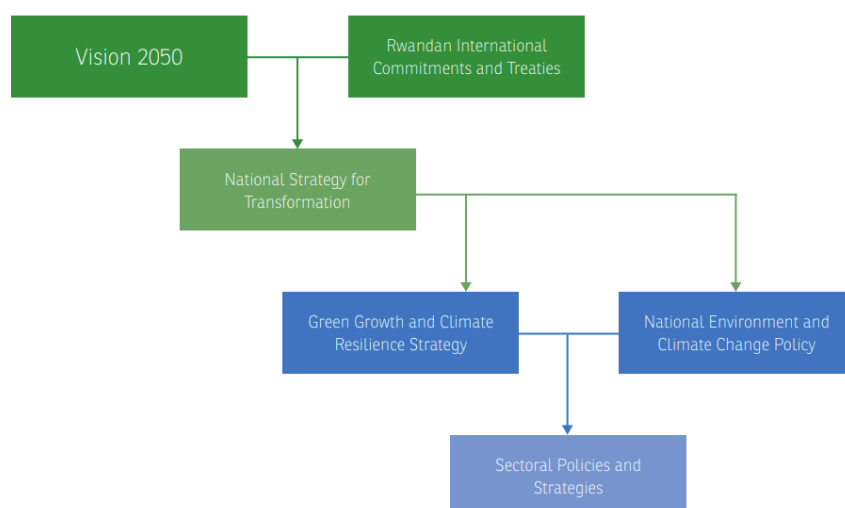 Vision 2050
Rwandan International
Commitments and Treaties
National Strategy for
Transformation
Green Growth and Climate
Resilience Strategy
National Environment and
Climate Change Policy
Sectoral Policies and
Strategies